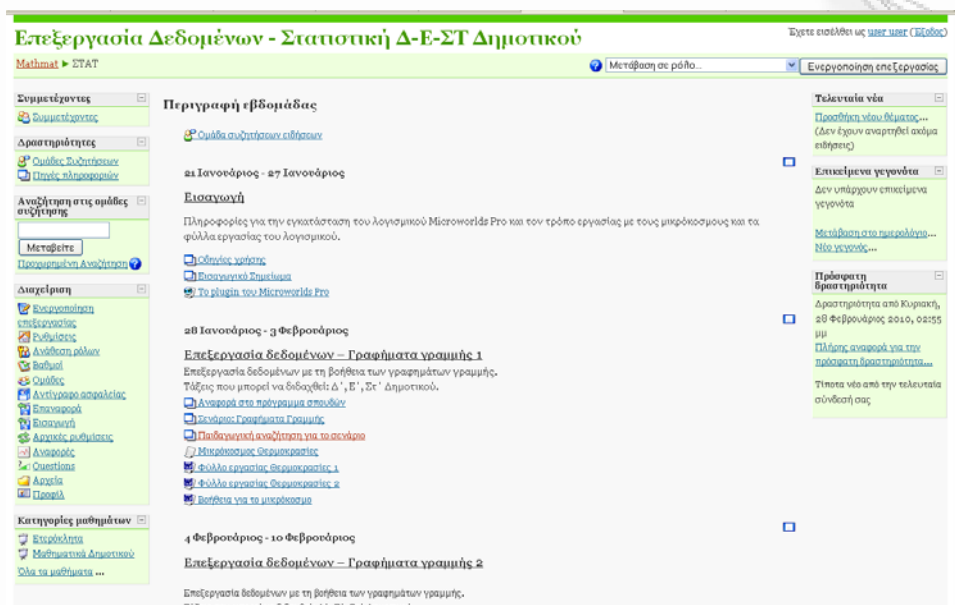 Επεξεργασία Δεδομένων - Στατιστική Δ-Ε-ΣΤ Δημοτικού
Έχετε εισέλθει ως user user (Έξοδος)
Mathmat ► ΣΤΑΤ
Μετάβαση σε ρόλο...
Ενεργοποίηση επεξεργασίας
Συμμετέχοντες
Συμμετέχοντες
Δραστηριότητες
Ομάδες Συζητήσεων
Πηγές πληροφοριών
Αναζήτηση στις ομάδες
συζήτησης
Μεταβείτε
Προχωρημένη Αναζήτηση
Διαχείριση
Ενεργοποίηση
επεξεργασίας
Ρυθμίσεις
Ανάθεση ρόλων
Βαθμοί
Ομάδες
Αντίγραφο ασφαλείας
Επαναφορά
Εισαγωγή
Αρχικές ρυθμίσεις
Αναφορές
Questions
Αρχεία
Προφίλ
Κατηγορίες μαθημάτων
Ετερόκλητα
Μαθηματικά Δημοτικού
Όλα τα μαθήματα ...
Περιγραφή εβδομάδας
Ομάδα συζητήσεων ειδήσεων
21 Ιανουάριος - 27 Ιανουάριος
Εισαγωγή
Πληροφορίες για την εγκατάσταση του λογισμικού Microworlds Pro και τον τρόπο εργασίας με τους μικρόκοσμους και τα
φύλλα εργασίας του λογισμικού.
Οδηγίες χρήσης
Εισαγωγικό Σημείωμα
Το plugin του Microworlds Pro
28 Ιανουάριος - 3 Φεβρουάριος
Επεξεργασία δεδομένων – Γραφήματα γραμμής 1
Επεξεργασία δεδομένων με τη βοήθεια των γραφημάτων γραμμής.
Τάξεις που μπορεί να διδαχθεί: Δ΄, Ε΄, Στ΄ Δημοτικού.
Αναφορά στο πρόγραμμα σπουδών
Σενάριο: Γραφήματα Γραμμής
Παιδαγωγική αναζήτηση για το σενάριο
Μικρόκοσμος Θερμοκρασίες
Φύλλο εργασίας Θερμοκρασίες 1
Φύλλο εργασίας Θερμοκρασίες 2
Βοήθεια για το μικρόκοσμο
4 Φεβρουάριος - 10 Φεβρουάριος
Επεξεργασία δεδομένων – Γραφήματα γραμμής 2
Επεξεργασία δεδομένων με τη βοήθεια των γραφημάτων γραμμής.
Τελευταία νέα
Προσθήκη νέου θέματος...
(Δεν έχουν αναρτηθεί ακόμα
ειδήσεις)
Επικείμενα γεγονότα
Δεν υπάρχουν επικείμενα
γεγονότα
Μετάβαση στο ημερολόγιο...
Νέο γεγονός...
Πρόσφατη
δραστηριότητα
Δραστηριότητα από Κυριακή,
28 Φεβρουάριος 2010, 02:55
μμ
Πλήρης αναφορά για την
πρόσφατη δραστηριότητα...
Τίποτα νέο από την τελευταία
σύνδεσή σας